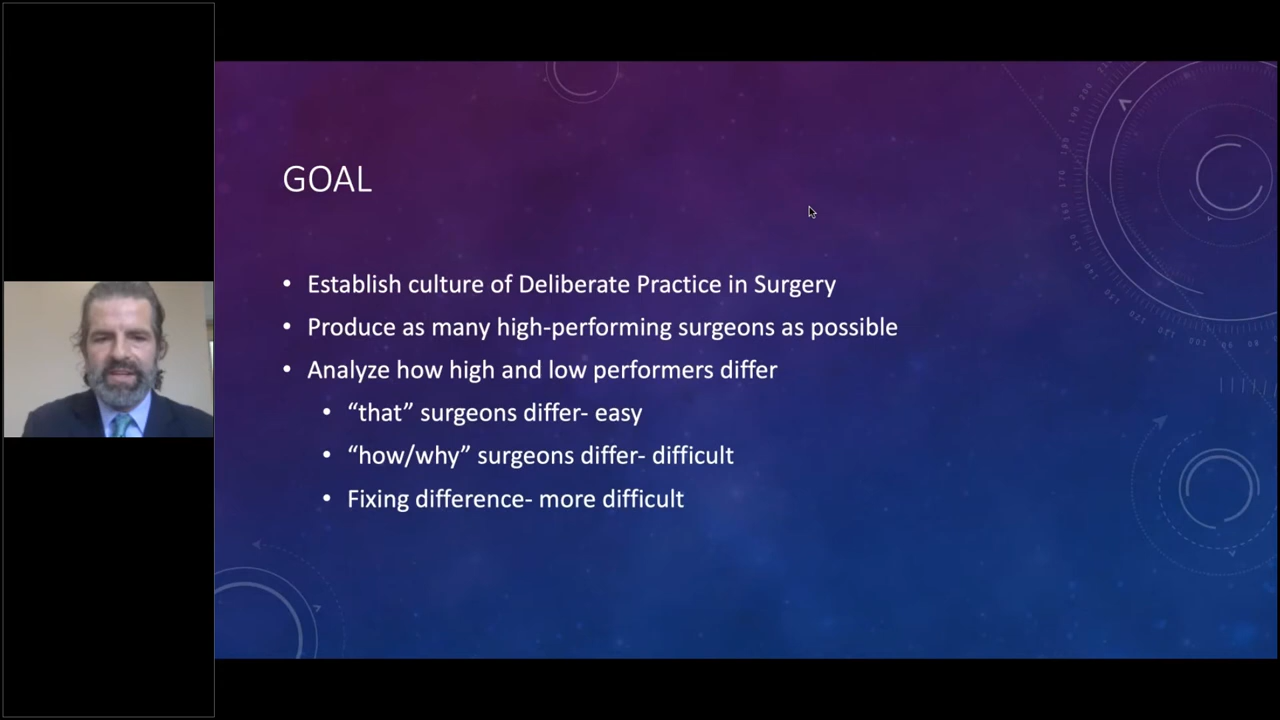 GOAL
• Establish culture of Deliberate Practice in Surgery
• Produce as many high-performing surgeons as possible
• Analyze how high and low performers differ
• “that” surgeons differ- easy
• “how/why” surgeons differ- difficult
• Fixing difference- more difficult